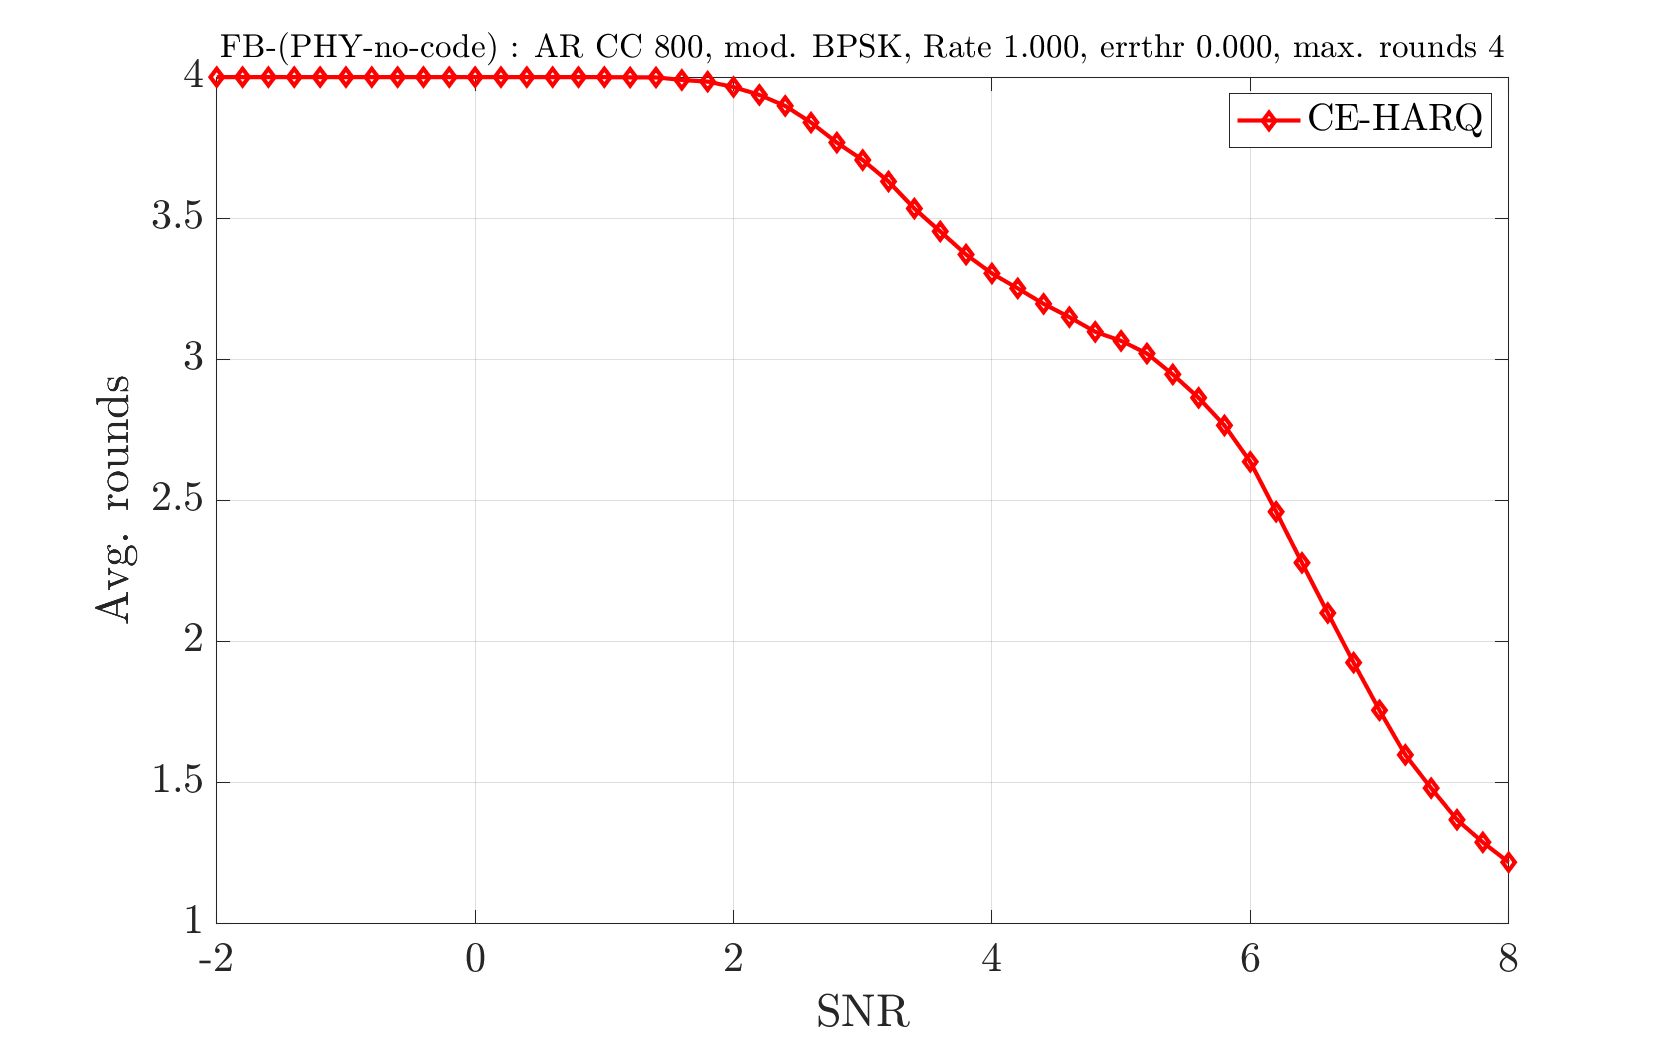 FB-(PHY-no-code) : AR CC 800, mod. BPSK, Rate 1.000, errthr 0.000, max. rounds 4
CE-HARQ
4
3.5
3
2.5
2
1.5
1
Avg. rounds
-2 0 2 4 6 8
SNR